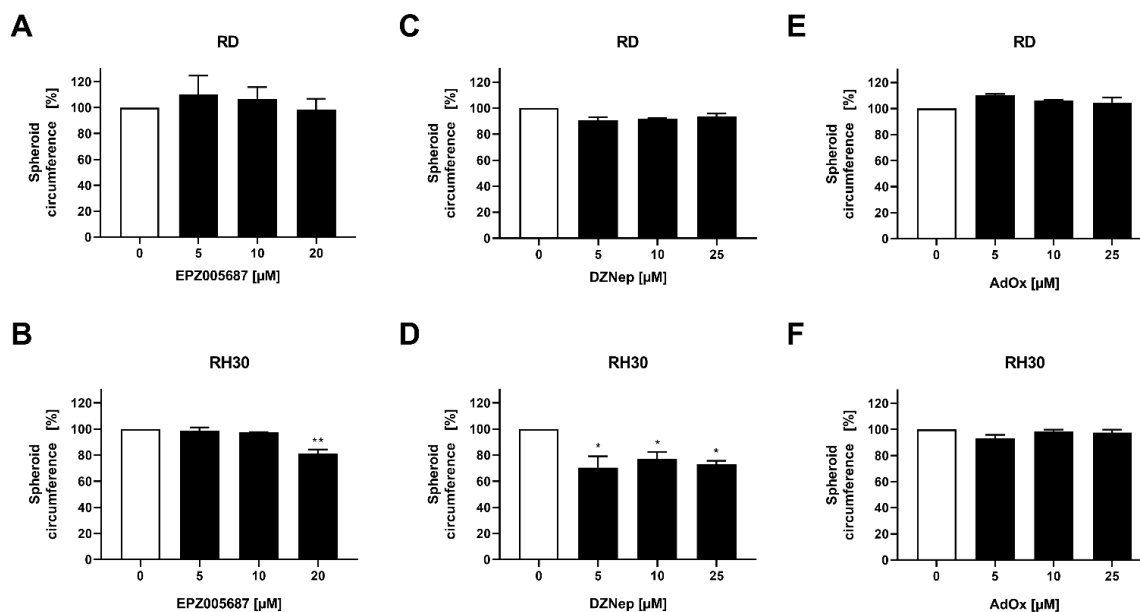 A
RD
Spheroid
circumference [%]
120
100
80
60
40
20
0
0 5 10 20
EPZ005687 [µM]
C
RD
Spheroid
circumference [%]
120
100
80
60
40
20
0
0 5 10 25
DZNep [µM]
E
RD
Spheroid
circumference [%]
120
100
80
60
40
20
0
0 5 10 25
AdOx [µM]
B
RH30
Spheroid
circumference [%]
120
100
80
60
40
20
0
**
0 5 10 20
EPZ005687 [µM]
D
RH30
Spheroid
circumference [%]
120
100
80
60
40
20
0
* * *
0 5 10 25
DZNep [µM]
F
RH30
Spheroid
circumference [%]
120
100
80
60
40
20
0
0 5 10 25
AdOx [µM]